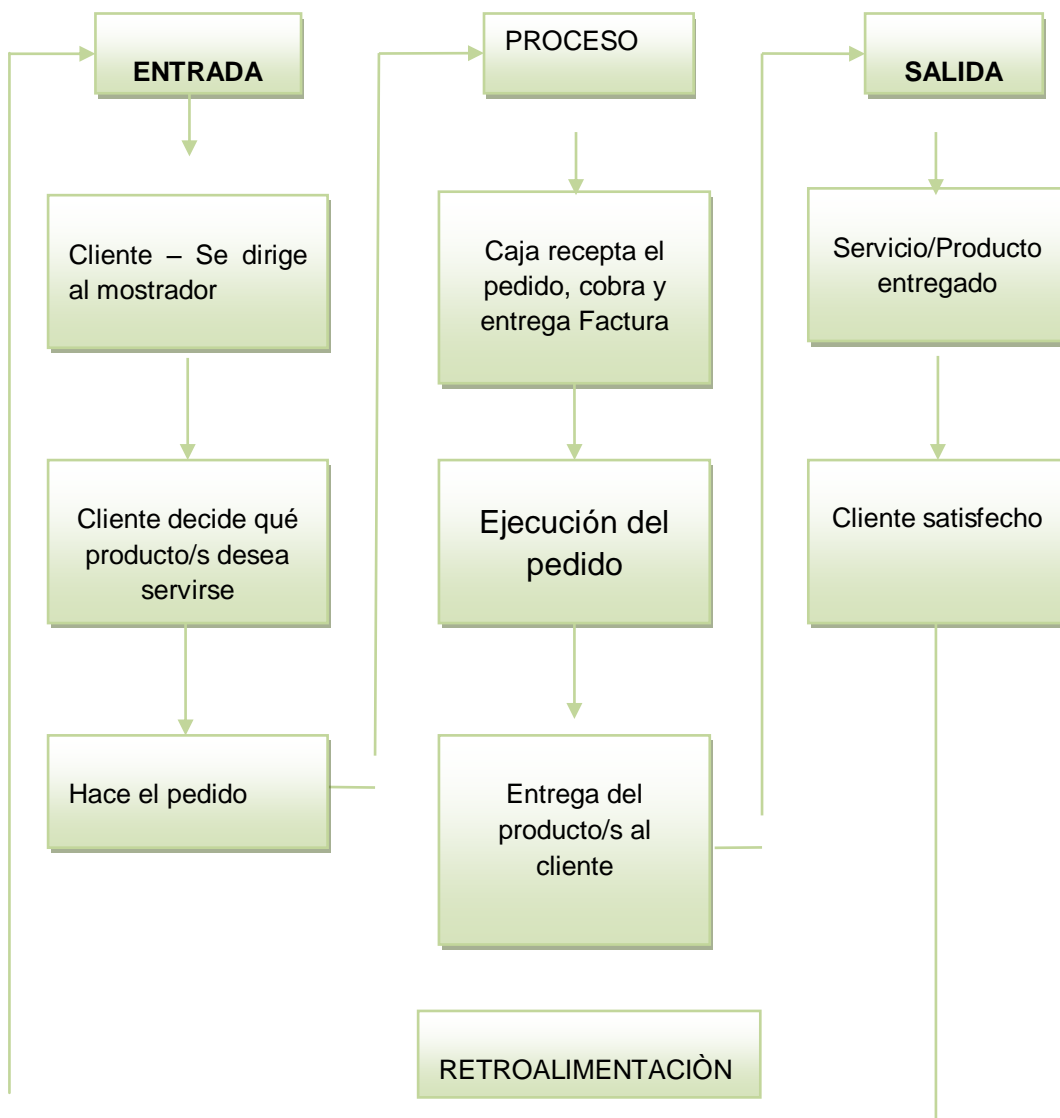 ENTRADA
Cliente – Se dirige
al mostrador
Cliente decide qué
producto/s desea
servirse
Hace el pedido
PROCESO
Caja recepta el
pedido, cobra y
entrega Factura
Ejecución del
pedido
Entrega del
producto/s al
cliente
SALIDA
Servicio/Producto
entregado
Cliente satisfecho
RETROALIMENTACIÒN